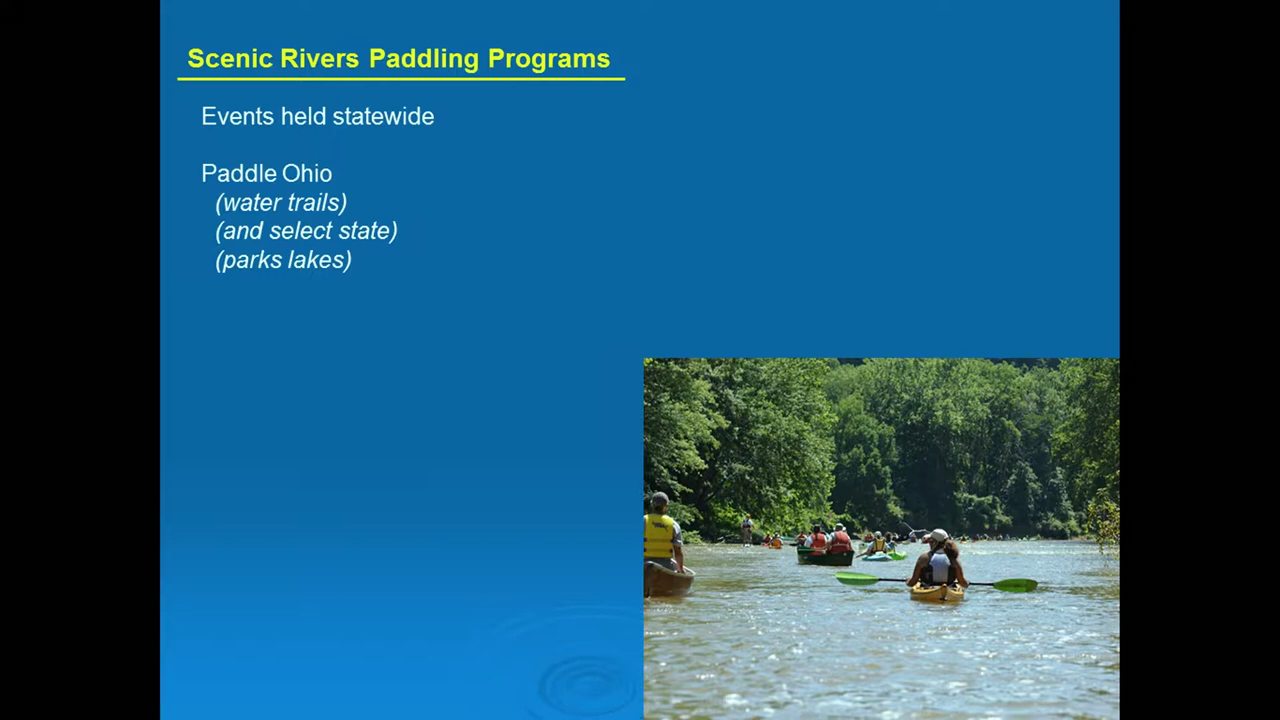 Scenic Rivers Paddling Programs
Events held statewide
Paddle Ohio
(water trails)
(and select state)
(parks lakes)